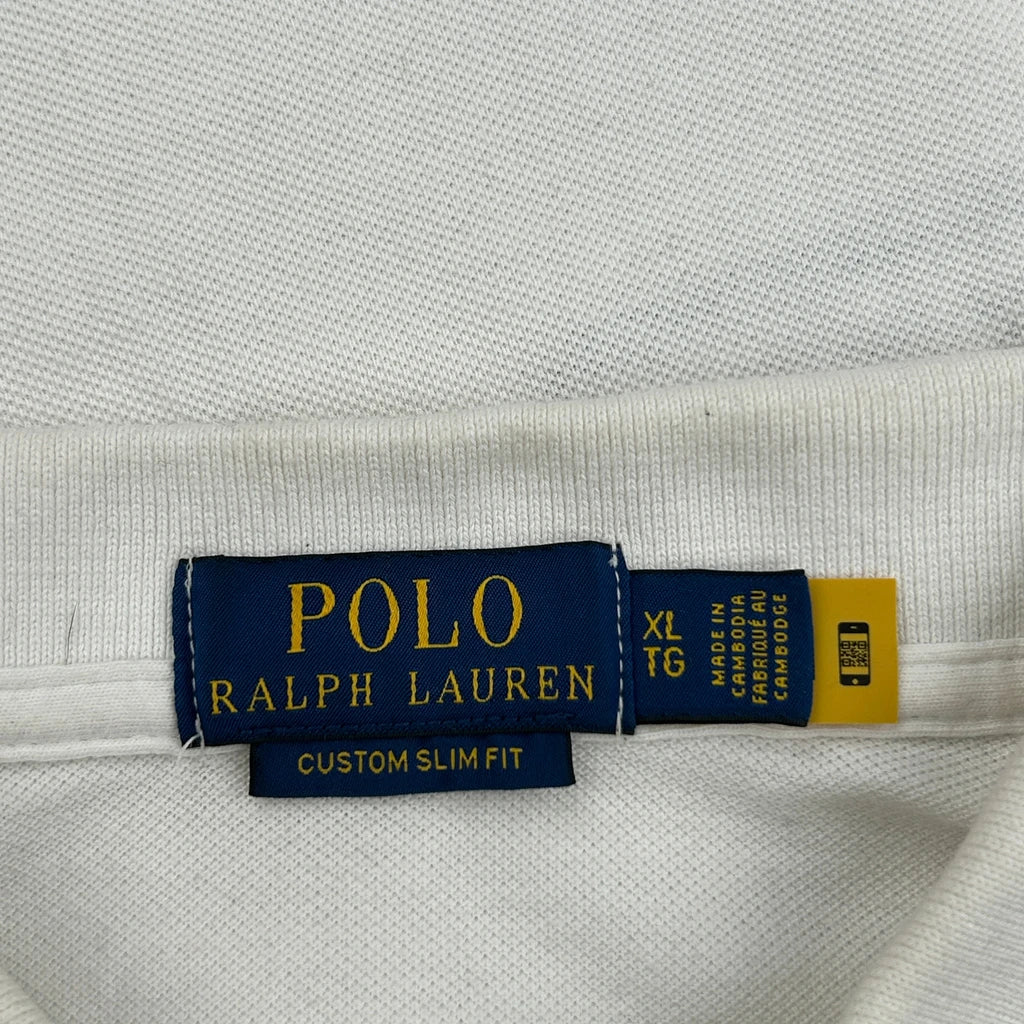 POLO
RALPH LAUREN
CUSTOM SLIM FIT
XL
TG
MADE IN
CAMBODIA
FABRIQUÉ AU
CAMBODGE